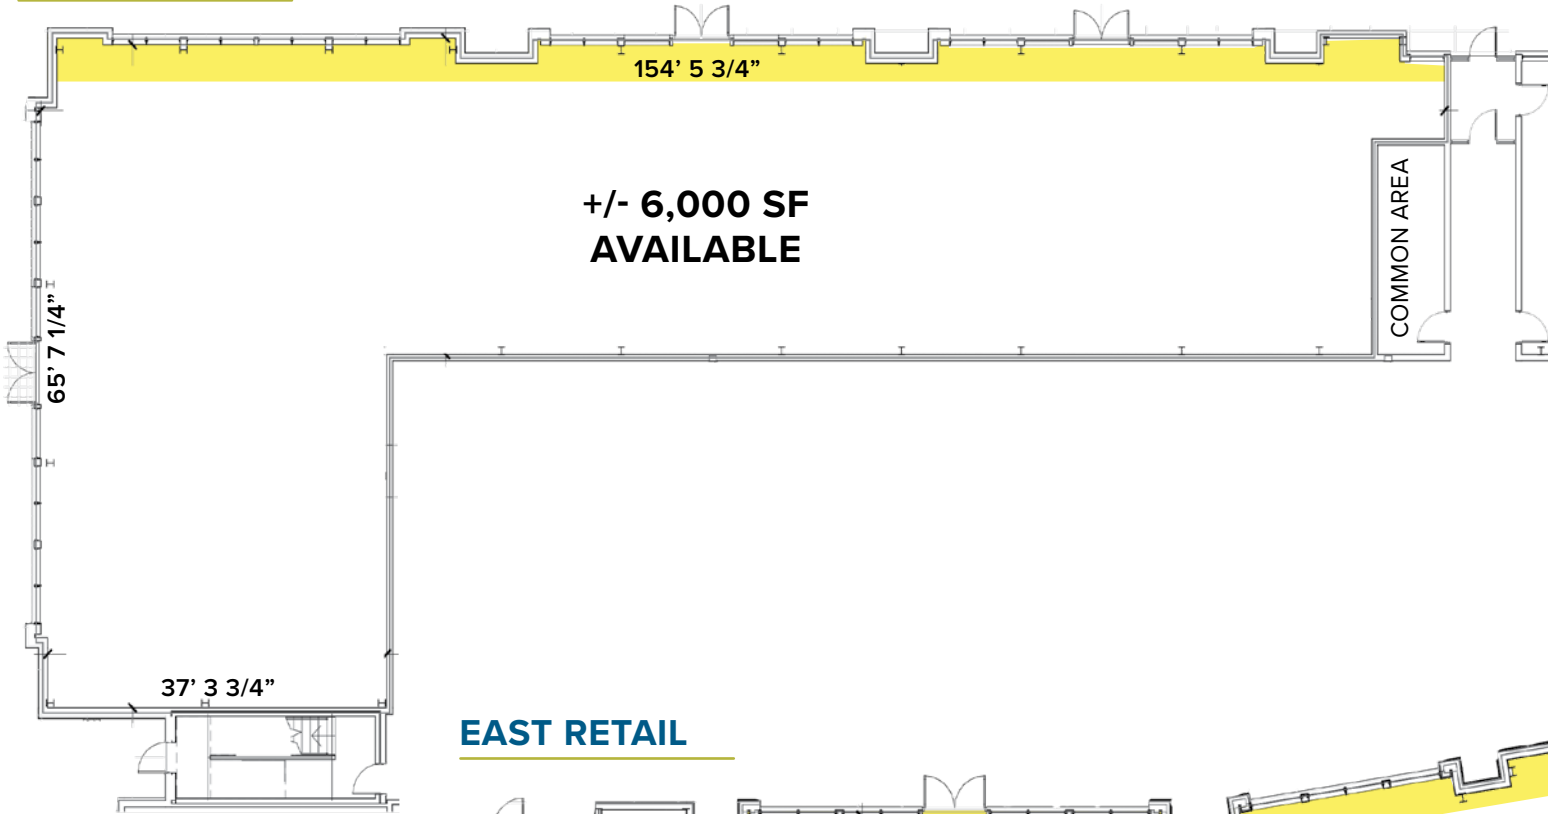 154’ 5 3/4”
+/- 6,000 SF
AVAILABLE
COMMON AREA
65’ 7 1/4”
37’ 3 3/4”
EAST RETAIL